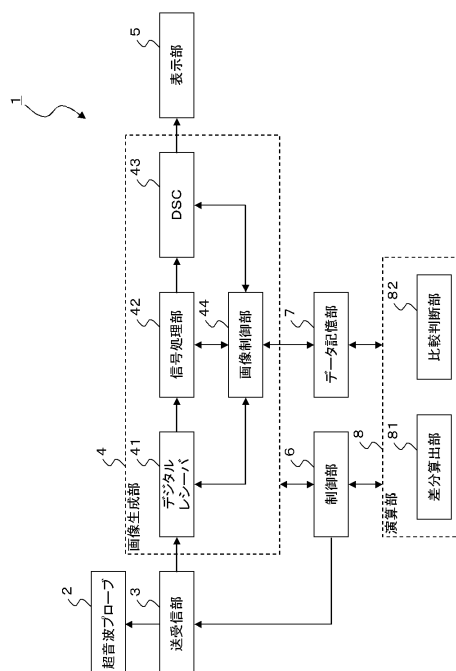 1
2
超音波プローブ
3
送受信部
4
画像生成部
41
デジタル
レシーバ
42
信号処理部
43
DSC
44
画像制御部
5
表示部
6
制御部
7
データ記憶部
8
演算部
81
差分算出部
82
比較判断部